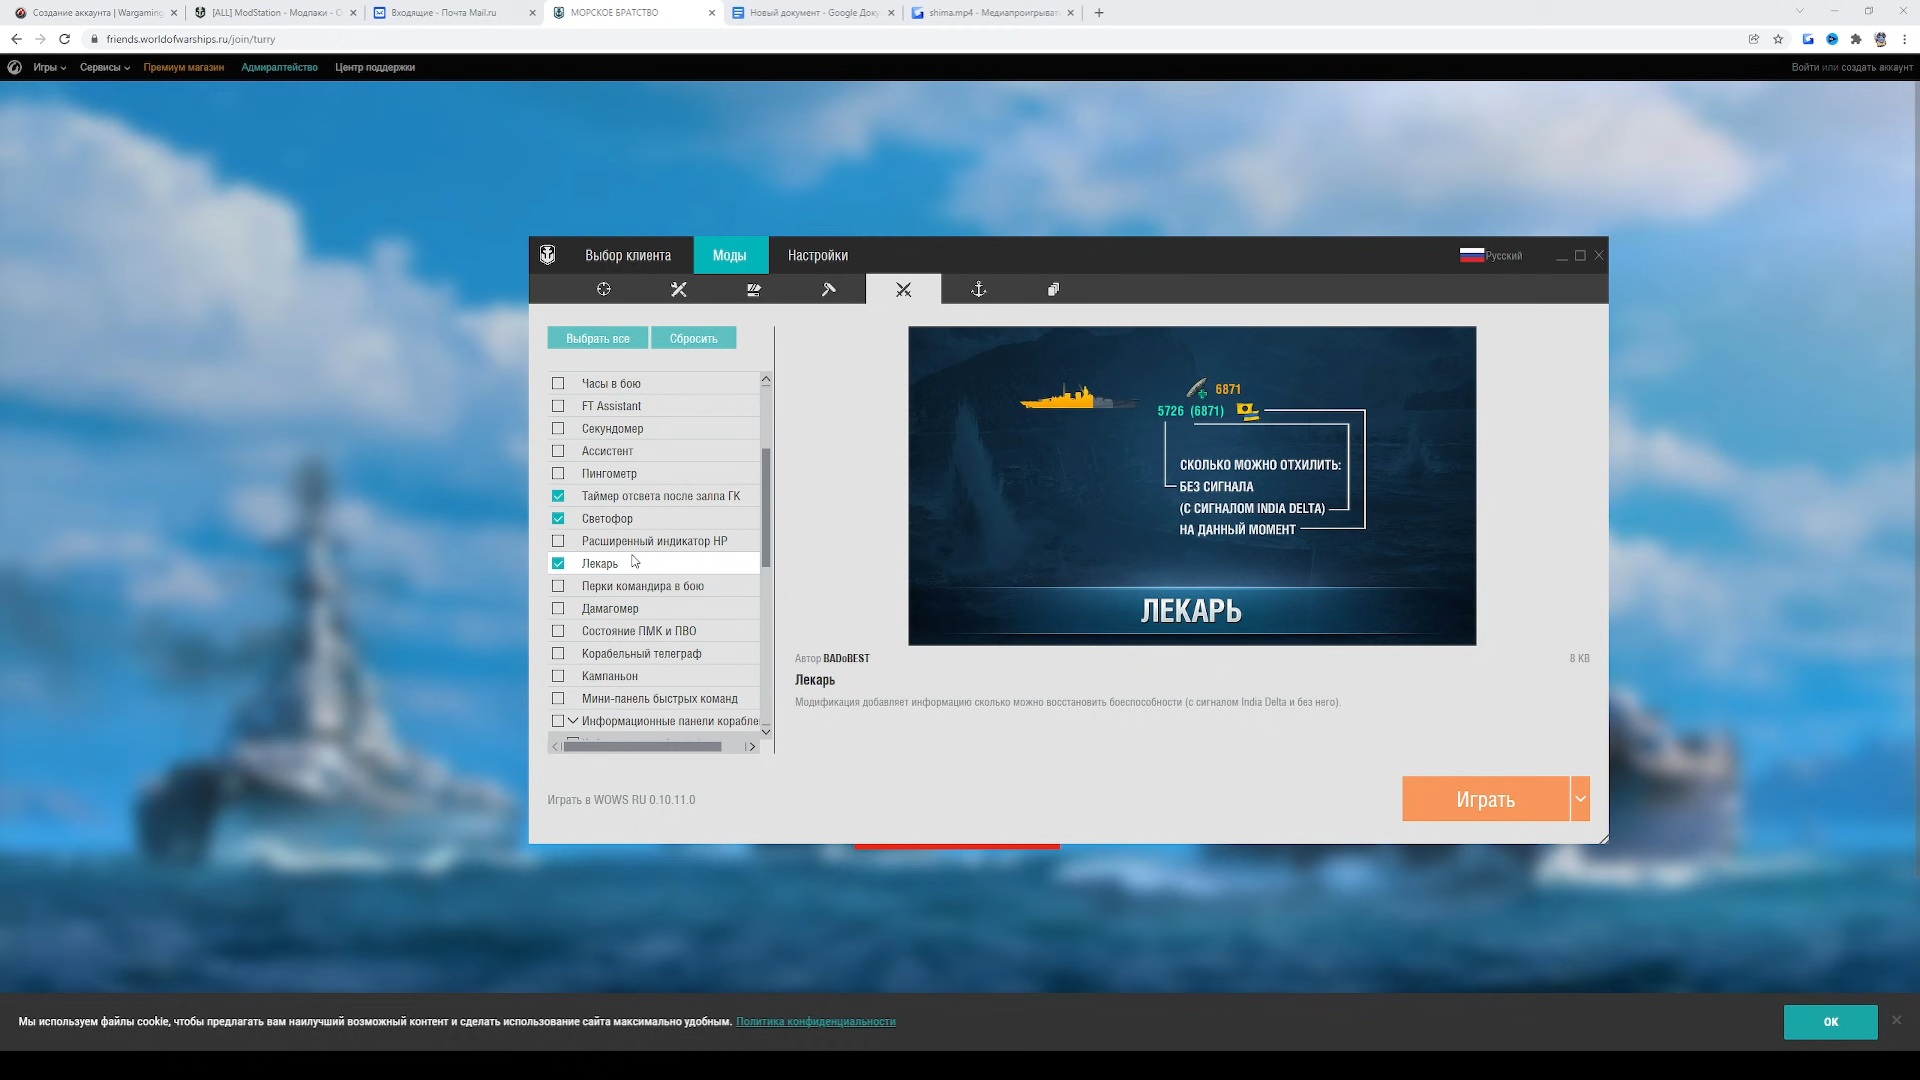 Создание аккаунта | Wargaming
[ALL] ModStation - Модпаки - О
Входящие - Почта Mail.ru
МОРСКОЕ БРАТСТВО
Новый документ - Google Доку
shima.mp4 - Медиапроигрыват
friends.worldofwarships.ru/join/turry
Игры
Сервисы
Премиум магазин
Адмиралтейство
Центр поддержки
Войти или создать аккаунт
Выбор клиента
Моды
Настройки
Русский
Выбрать все
Сбросить
Часы в бою
FT Assistant
Секундомер
Ассистент
Пингометр
Таймер отсвета после залпа ГК
Светофор
Расширенный индикатор HP
Лекарь
Перки командира в бою
Дамагомер
Состояние ПМК и ПВО
Корабельный телеграф
Кампаньон
Мини-панель быстрых команд
Информационные панели корабле
6871
5726 (6871)
СКОЛЬКО МОЖНО ОТХИЛИТЬ:
БЕЗ СИГНАЛА
(С СИГНАЛОМ INDIA DELTA)
НА ДАННЫЙ МОМЕНТ
ЛЕКАРЬ
Автор BADoBEST
8 KB
Лекарь
Модификация добавляет информацию сколько можно восстановить боеспособности (с сигналом India Delta и без него).
Играть в WOWS RU 0.10.11.0
Играть
Мы используем файлы cookie, чтобы предлагать вам наилучший возможный контент и сделать использование сайта максимально удобным. Политика конфиденциальности
ОК